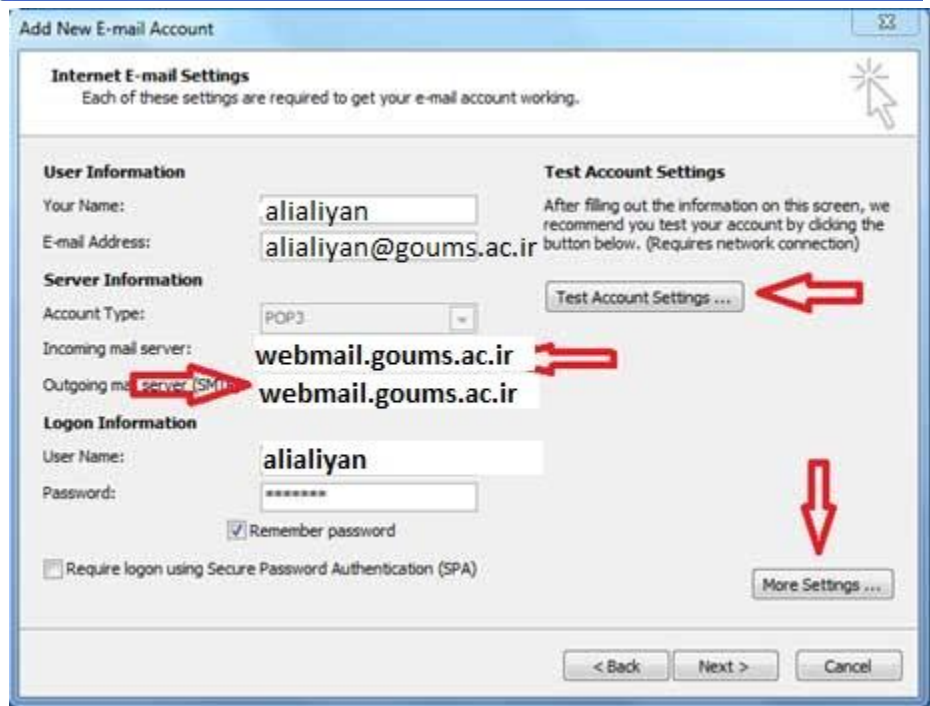 Add New E-mail Account
Internet E-mail Settings
Each of these settings are required to get your e-mail account working.
User Information
Your Name:
alialiyan
E-mail Address:
alialiyan@goums.ac.ir
Server Information
Account Type:
POP3
Incoming mail server:
webmail.goums.ac.ir
Outgoing mail server (SMT
webmail.goums.ac.ir
Logon Information
User Name:
alialiyan
Password:
*******
Remember password
Require logon using Secure Password Authentication (SPA)
Test Account Settings
After filling out the information on this screen, we
recommend you test your account by clicking the
button below. (Requires network connection)
Test Account Settings ...
More Settings ...
< Back
Next >
Cancel